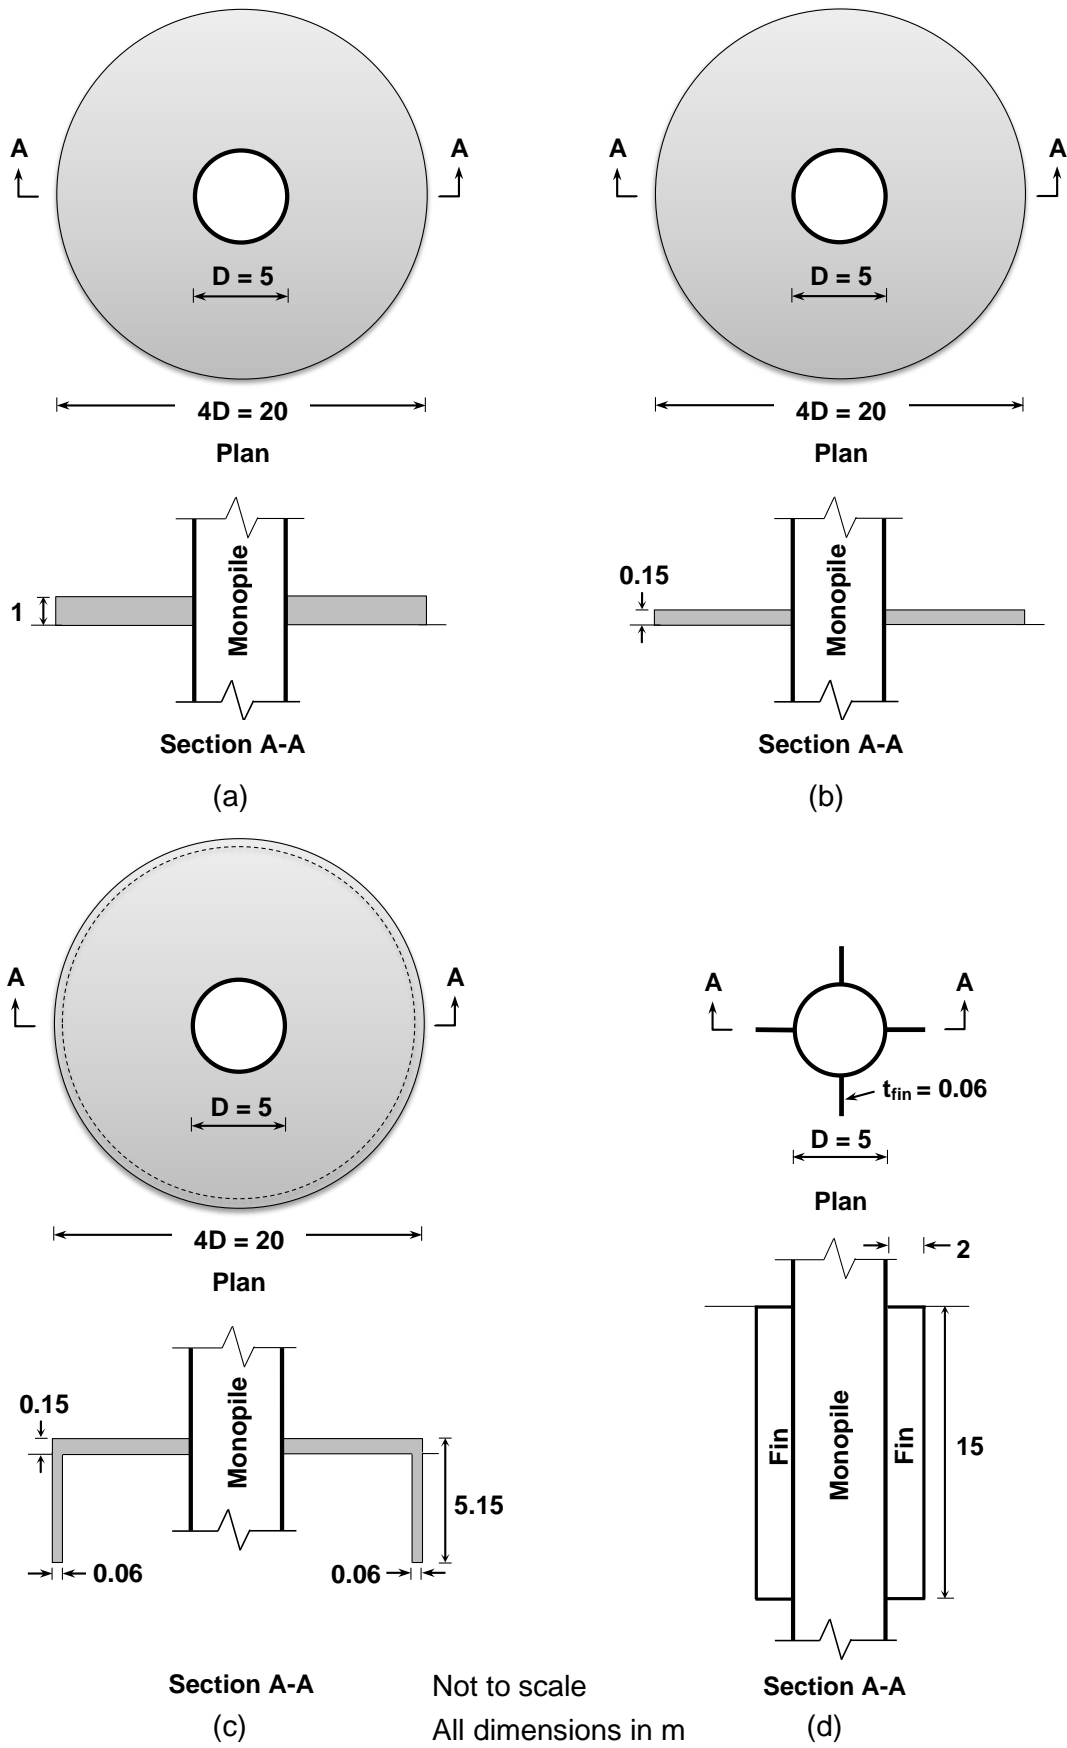 A
A
D = 5
4D = 20
Plan
Monopile
1
Section A-A
(a)
A
A
D = 5
4D = 20
Plan
Monopile
0.15
Section A-A
(b)
A
A
D = 5
4D = 20
Plan
Monopile
0.15
5.15
0.06
0.06
Section A-A
(c)
A
A
tfin = 0.06
D = 5
Plan
2
Fin
Monopile
Fin
15
Section A-A
(d)
Not to scale
All dimensions in m